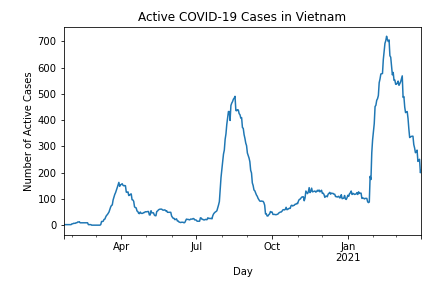 Active COVID-19 Cases in Vietnam
Number of Active Cases
700
600
500
400
300
200
100
0
Apr
Jul
Oct
Jan
2021
Day